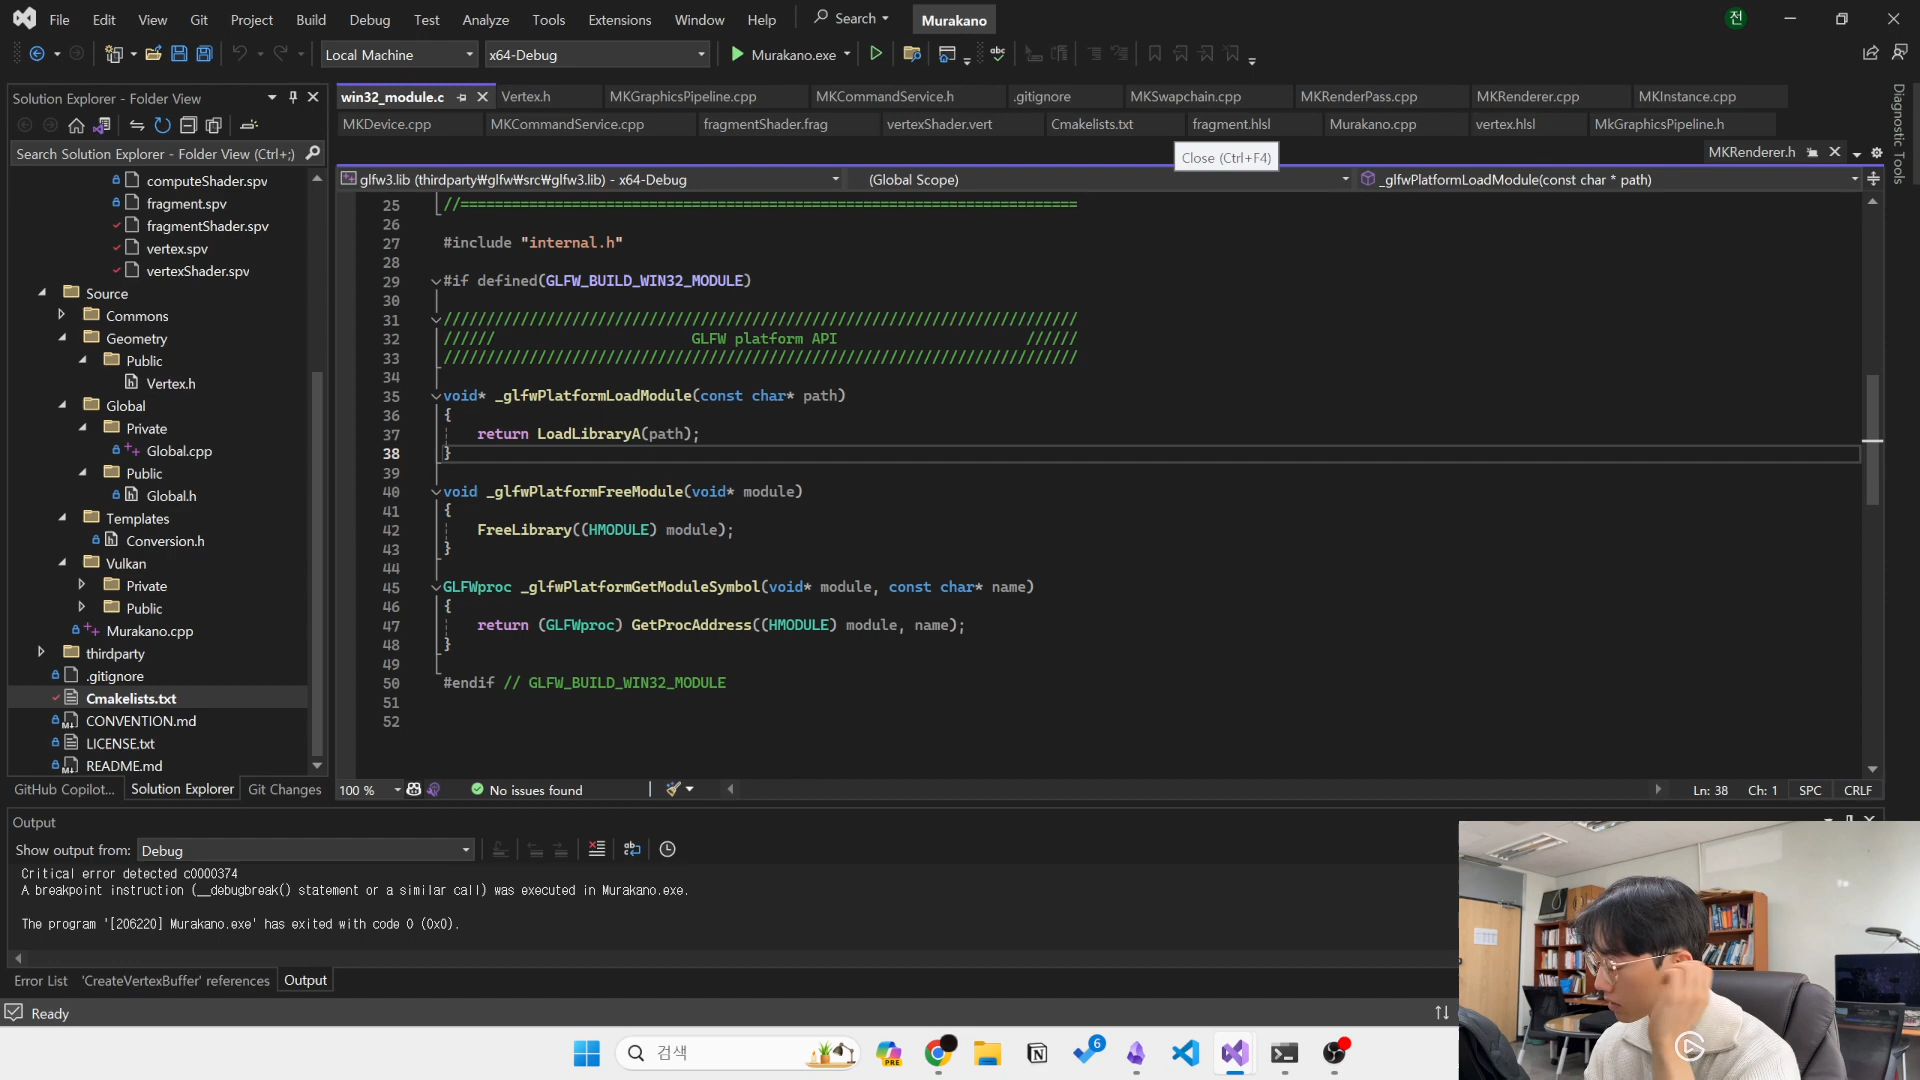 File Edit View Git Project Build Debug Test Analyze Tools Extensions Window Help Search Murakano 전
Local Machine x64-Debug Murakano.exe
Solution Explorer - Folder View
Search Solution Explorer - Folder View (Ctrl+;)
computeShader.spv
fragment.spv
fragmentShader.spv
vertex.spv
vertexShader.spv
Source
Commons
Geometry
Public
Vertex.h
Global
Private
Global.cpp
Public
Global.h
Templates
Conversion.h
Vulkan
Private
Public
Murakano.cpp
thirdparty
.gitignore
Cmakelists.txt
CONVENTION.md
LICENSE.txt
README.md
GitHub Copilot... Solution Explorer Git Changes
win32_module.c Vertex.h MKGraphicsPipeline.cpp MKCommandService.h .gitignore MKSwapchain.cpp MKRenderPass.cpp MKRenderer.cpp MKInstance.cpp
MKDevice.cpp MKCommandService.cpp fragmentShader.frag vertexShader.vert Cmakelists.txt fragment.hlsl Murakano.cpp vertex.hlsl MkGraphicsPipeline.h
Close (Ctrl+F4)
MKRenderer.h
Diagnostic Tools
glfw3.lib (thirdparty₩glfw₩src₩glfw3.lib) - x64-Debug (Global Scope) _glfwPlatformLoadModule(const char * path)
25 //========================================================================
26
27 #include "internal.h"
28
29 #if defined(GLFW_BUILD_WIN32_MODULE)
30
31 //////////////////////////////////////////////////////////////////////////
32 ////// GLFW platform API //////
33 //////////////////////////////////////////////////////////////////////////
34
35 void* _glfwPlatformLoadModule(const char* path)
36 {
37 return LoadLibraryA(path);
38 }
39
40 void _glfwPlatformFreeModule(void* module)
41 {
42 FreeLibrary((HMODULE) module);
43 }
44
45 GLFWproc _glfwPlatformGetModuleSymbol(void* module, const char* name)
46 {
47 return (GLFWproc) GetProcAddress((HMODULE) module, name);
48 }
49
50 #endif // GLFW_BUILD_WIN32_MODULE
51
52
100 % No issues found Ln: 38 Ch: 1 SPC CRLF
Output
Show output from: Debug
Critical error detected c0000374
A breakpoint instruction (__debugbreak() statement or a similar call) was executed in Murakano.exe.
The program '[206220] Murakano.exe' has exited with code 0 (0x0).
Error List 'CreateVertexBuffer' references Output
Ready
검색 PRE 6